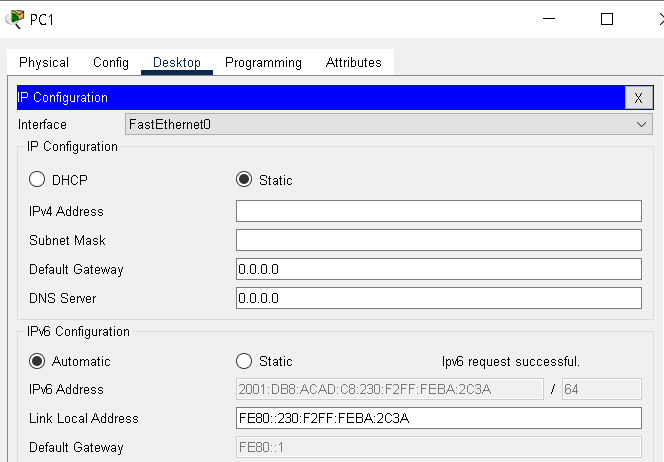 PC1
Physical Config Desktop Programming Attributes
IP Configuration X
Interface FastEthernet0
IP Configuration
DHCP Static
IPv4 Address
Subnet Mask
Default Gateway 0.0.0.0
DNS Server 0.0.0.0
IPv6 Configuration
Automatic Static Ipv6 request successful.
IPv6 Address 2001:DB8:ACAD:C8:230:F2FF:FEBA:2C3A / 64
Link Local Address FE80::230:F2FF:FEBA:2C3A
Default Gateway FE80::1